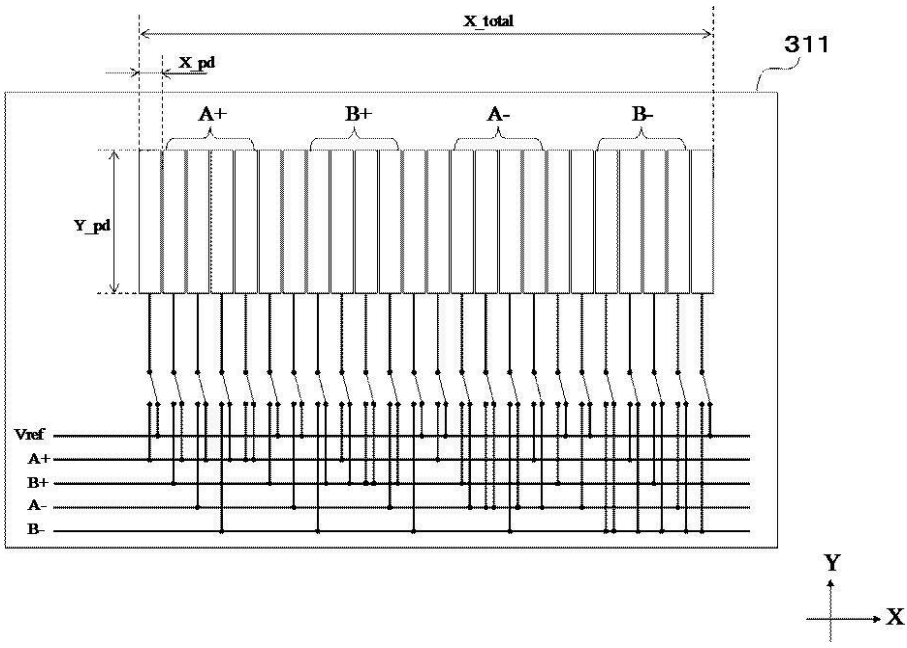 X_total
311
X_pd
A+ B+ A- B-
Y_pd
Vref
A+
B+
A-
B-
Y
X